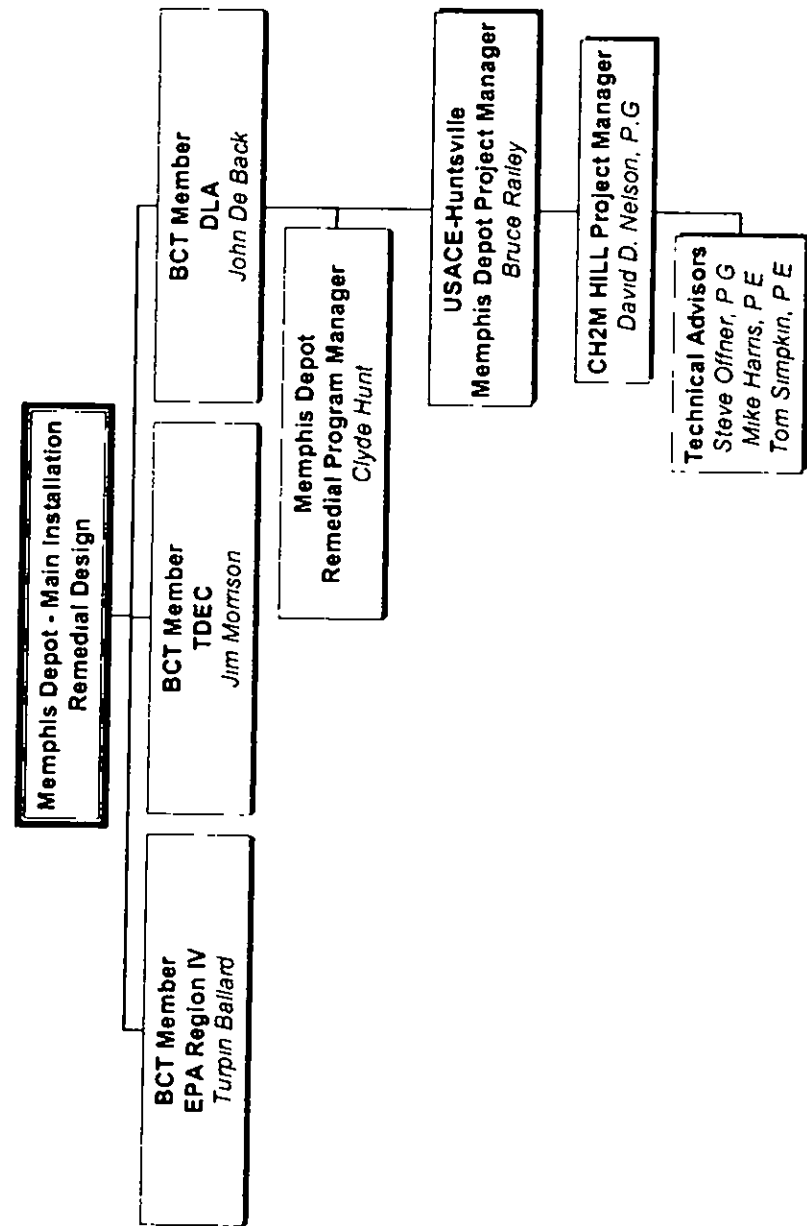 Memphis Depot - Main Installation
Remedial Design
BCT Member
EPA Region IV
Turpin Ballard
BCT Member
TDEC
Jim Morrison
BCT Member
DLA
John De Back
Memphis Depot
Remedial Program Manager
Clyde Hunt
USACE-Huntsville
Memphis Depot Project Manager
Bruce Railey
CH2M HILL Project Manager
David D. Nelson, P.G
Technical Advisors
Steve Offner, P G
Mike Harris, P E
Tom Simpkin, P E